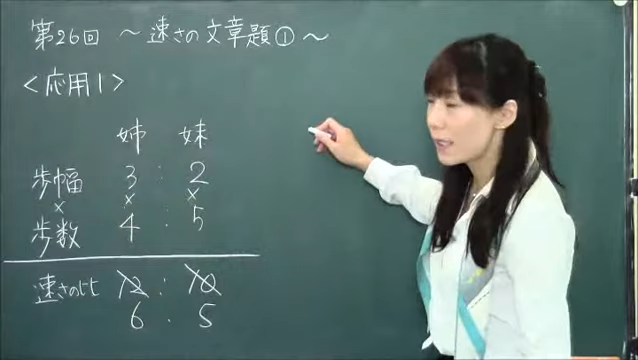 第26回 ~ 速さの文章題① ~
<応用1>
姉 妹
歩幅 3 : 2
× × ×
歩数 4 : 5
速さの比 12 : 10
6 : 5